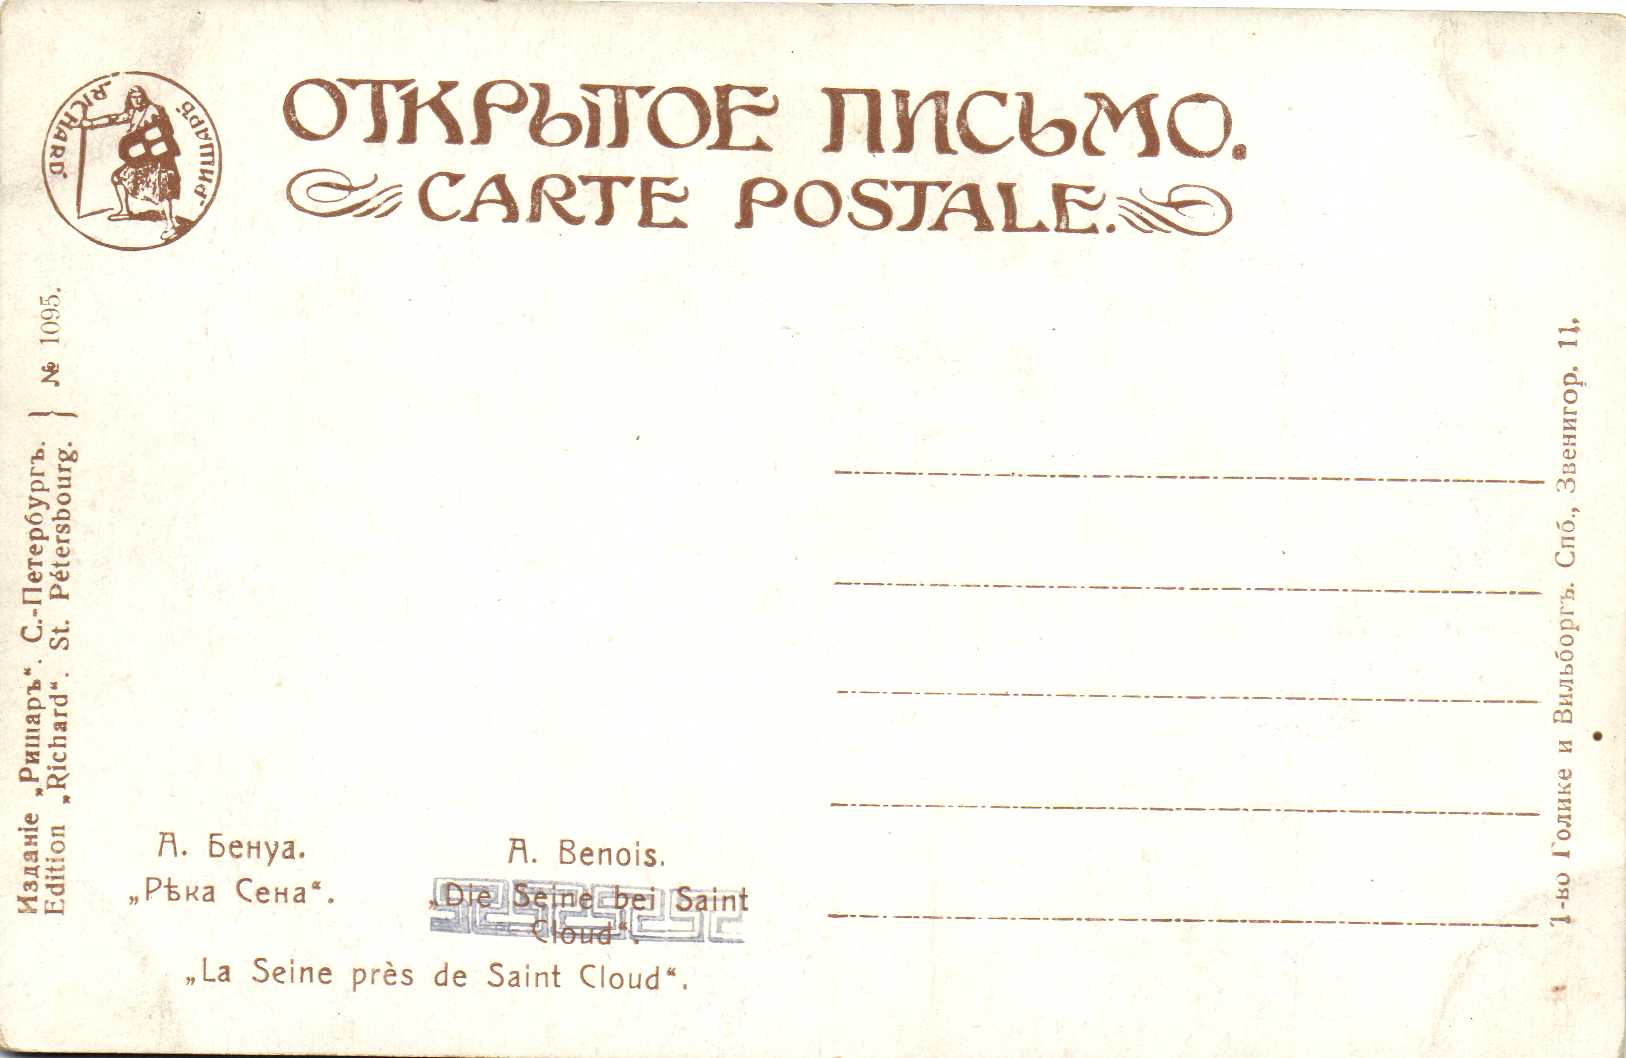 ОТКРЫТОЕ ПИСЬМО.
CARTE POSTALE.
„RICHARD“
„РИШАРЪ“
Изданіе „Ришаръ“. С.-Петербургъ. } № 1095.
Edition „Richard“. St. Pétersbourg.
А. Бенуа.
„Рѣка Сена“.
A. Benois.
„Die Seine bei Saint
Cloud“.
„La Seine près de Saint Cloud“.
Т-во Голике и Вильборгъ. Спб., Звенигор. 11.